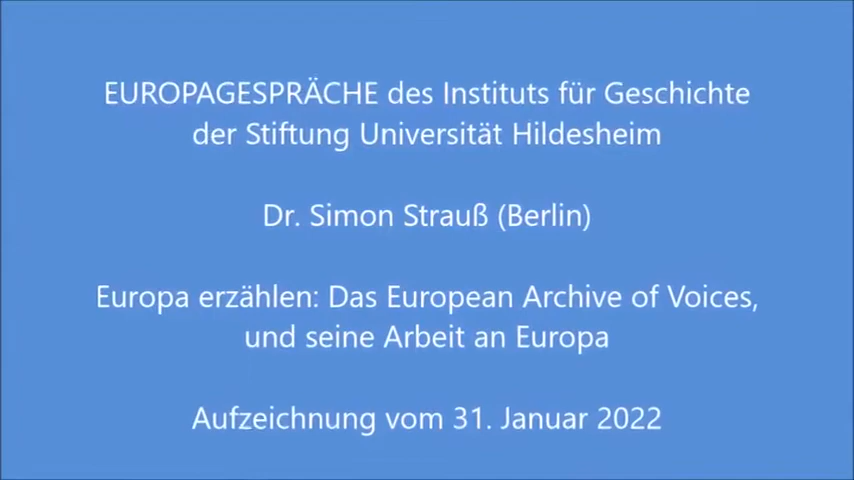 EUROPAGESPRÄCHE des Instituts für Geschichte
der Stiftung Universität Hildesheim
Dr. Simon Strauß (Berlin)
Europa erzählen: Das European Archive of Voices,
und seine Arbeit an Europa
Aufzeichnung vom 31. Januar 2022